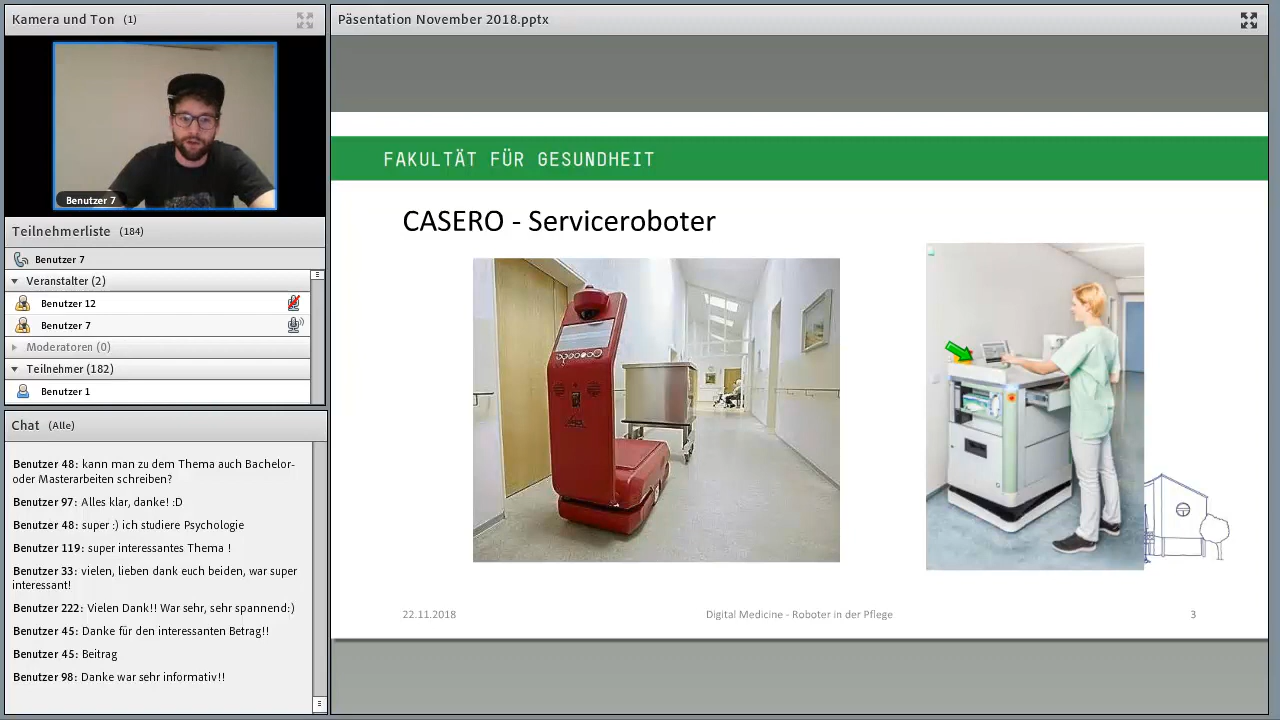 Kamera und Ton (1)
Benutzer 7
Teilnehmerliste (184)
Benutzer 7
Veranstalter (2)
Benutzer 12
Benutzer 7
Moderatoren (0)
Teilnehmer (182)
Benutzer 1
Chat (Alle)
Benutzer 48: kann man zu dem Thema auch Bachelor-
oder Masterarbeiten schreiben?
Benutzer 97: Alles klar, danke! :D
Benutzer 48: super :) ich studiere Psychologie
Benutzer 119: super interessantes Thema !
Benutzer 33: vielen, lieben dank euch beiden, war super
interessant!
Benutzer 222: Vielen Dank!! War sehr, sehr spannend:)
Benutzer 45: Danke für den interessanten Betrag!!
Benutzer 45: Beitrag
Benutzer 98: Danke war sehr informativ!!
Päsentation November 2018.pptx
FAKULTÄT FÜR GESUNDHEIT
CASERO - Serviceroboter
22.11.2018
Digital Medicine - Roboter in der Pflege
3